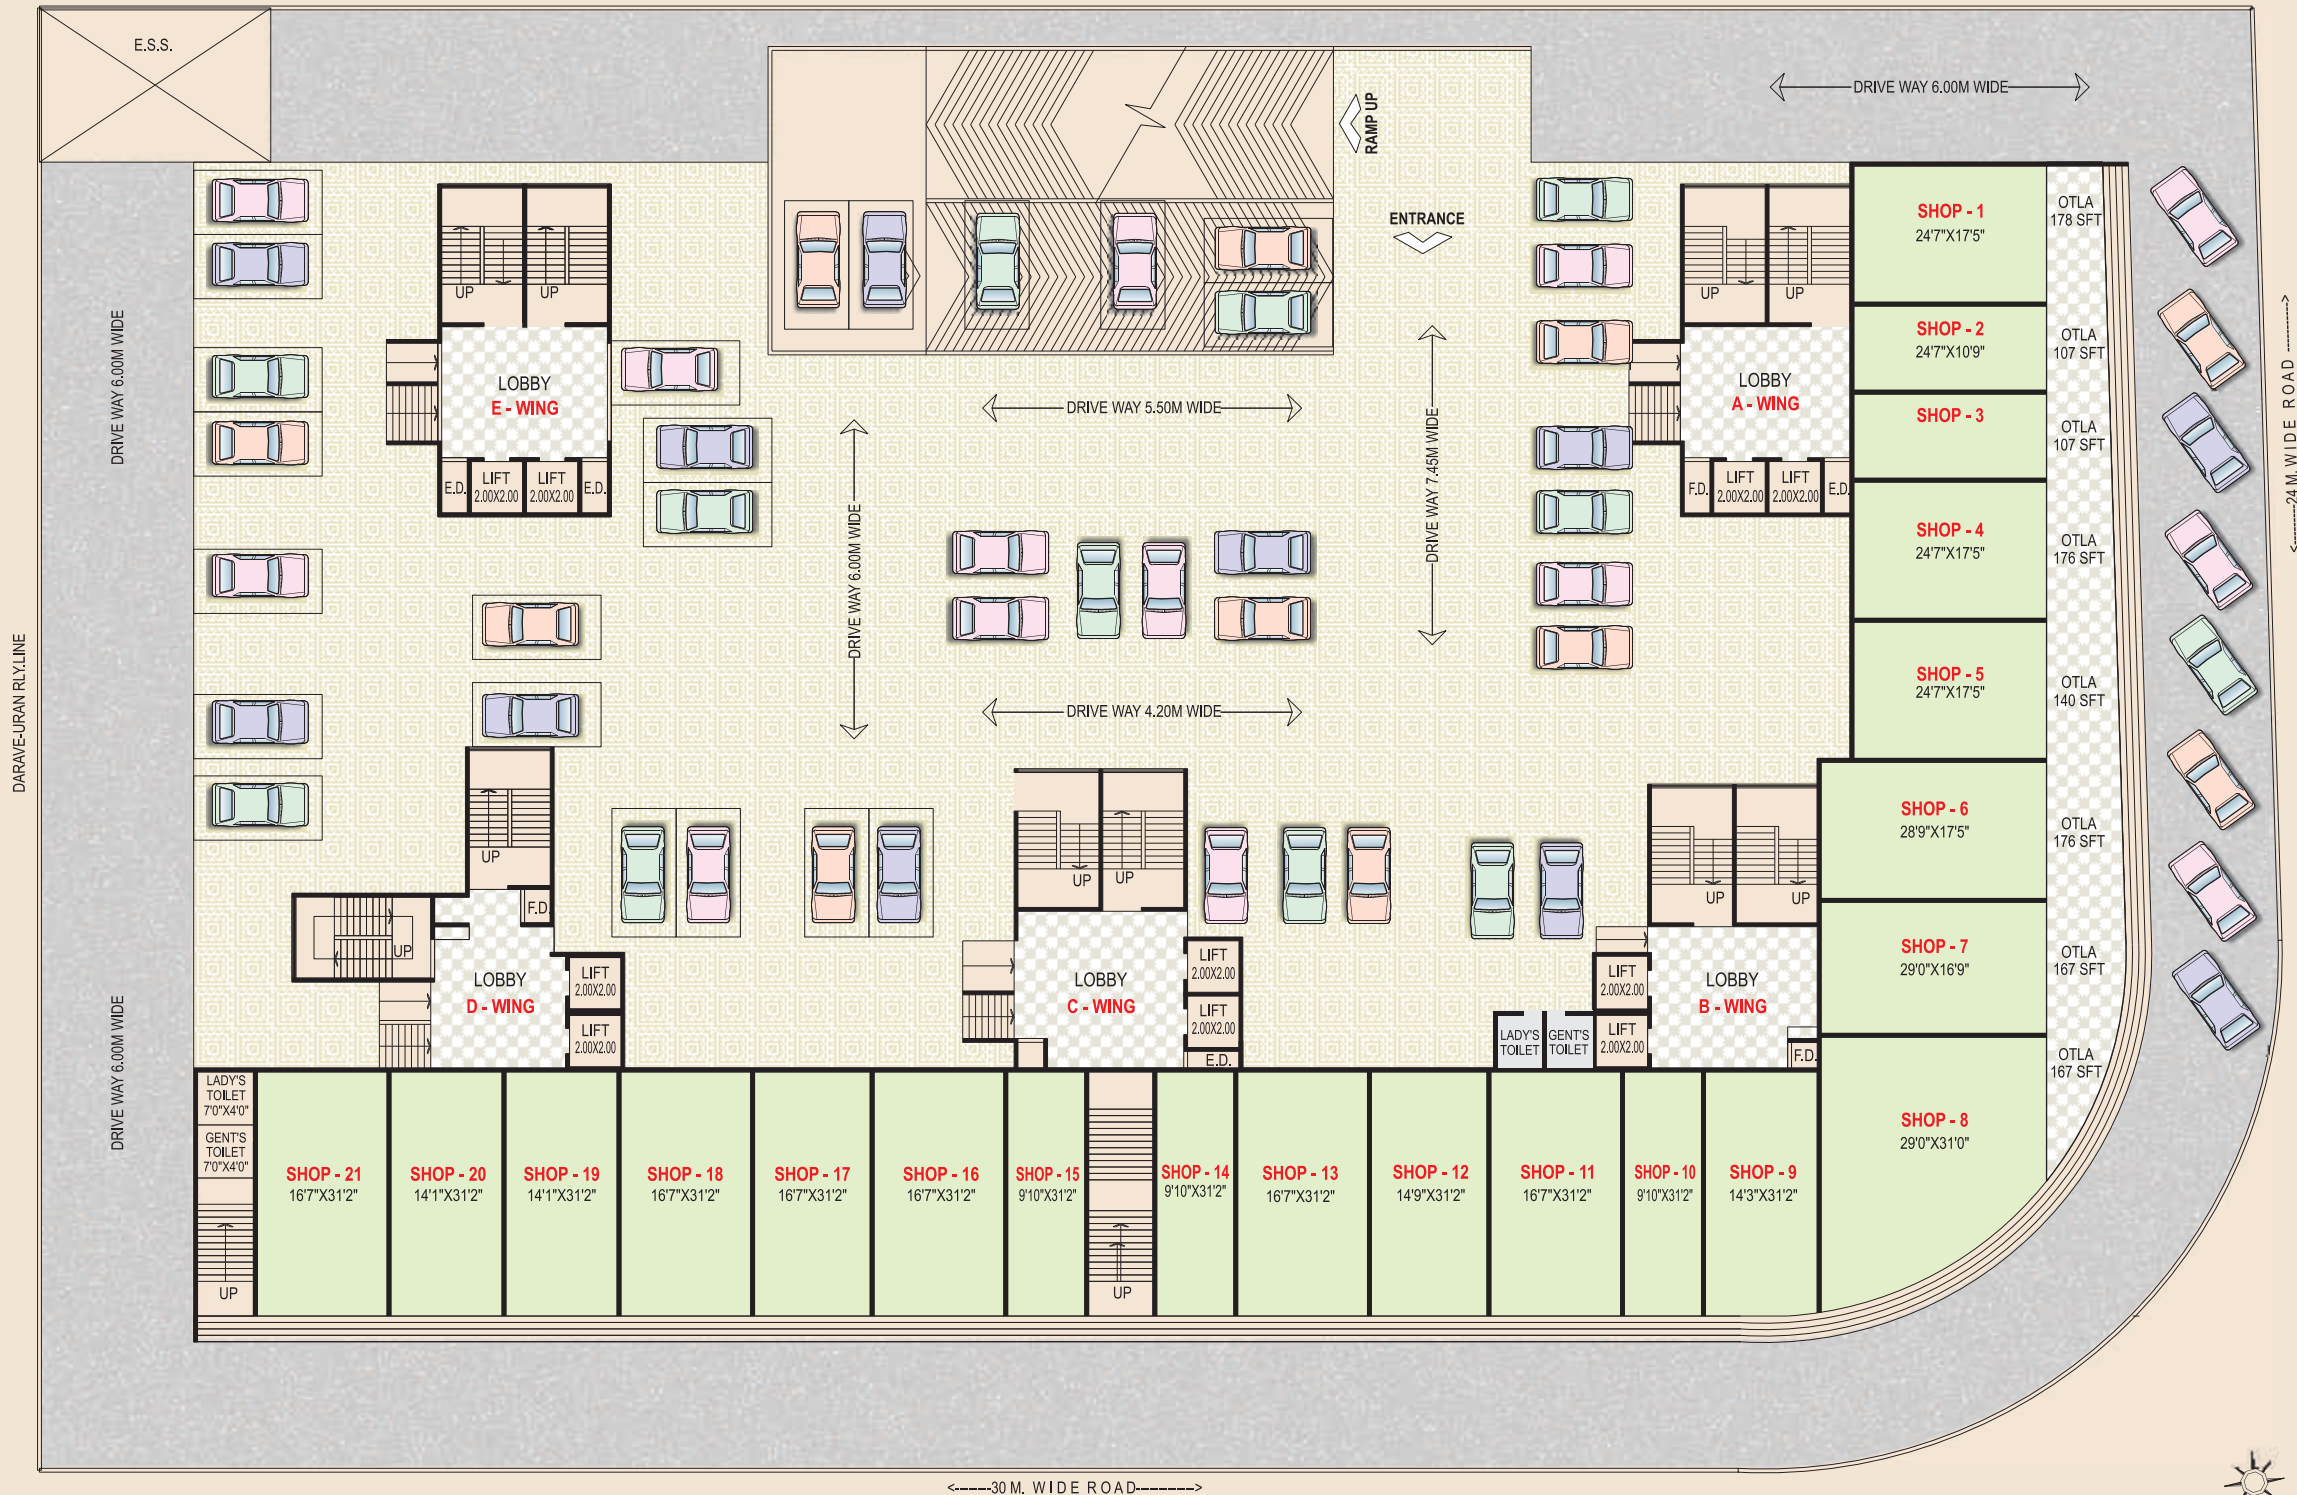 E.S.S.
DRIVE WAY 6.00M WIDE
RAMP UP
ENTRANCE
DRIVE WAY 6.00M WIDE
UP
UP
LOBBY
E - WING
E.D.
LIFT
2.00X2.00
LIFT
2.00X2.00
E.D.
DRIVE WAY 5.50M WIDE
DRIVE WAY 6.00M WIDE
DRIVE WAY 7.45M WIDE
DRIVE WAY 4.20M WIDE
UP
UP
LOBBY
A - WING
F.D.
LIFT
2.00X2.00
LIFT
2.00X2.00
E.D.
SHOP - 1
24'7"X17'5"
OTLA
178 SFT
SHOP - 2
24'7"X10'9"
OTLA
107 SFT
SHOP - 3
OTLA
107 SFT
SHOP - 4
24'7"X17'5"
OTLA
176 SFT
SHOP - 5
24'7"X17'5"
OTLA
140 SFT
SHOP - 6
28'9"X17'5"
OTLA
176 SFT
SHOP - 7
29'0"X16'9"
OTLA
167 SFT
SHOP - 8
29'0"X31'0"
OTLA
167 SFT
<------24 M. WIDE ROAD ------>
DARAVE-URAN RLY.LINE
DRIVE WAY 6.00M WIDE
UP
F.D.
UP
LOBBY
D - WING
LIFT
2.00X2.00
LIFT
2.00X2.00
UP
UP
LOBBY
C - WING
LIFT
2.00X2.00
LIFT
2.00X2.00
E.D.
UP
UP
LOBBY
B - WING
LIFT
2.00X2.00
LIFT
2.00X2.00
F.D.
LADY'S
TOILET
GENT'S
TOILET
LADY'S
TOILET
7'0"X4'0"
GENT'S
TOILET
7'0"X4'0"
UP
SHOP - 21
16'7"X31'2"
SHOP - 20
14'1"X31'2"
SHOP - 19
14'1"X31'2"
SHOP - 18
16'7"X31'2"
SHOP - 17
16'7"X31'2"
SHOP - 16
16'7"X31'2"
SHOP - 15
9'10"X31'2"
UP
SHOP - 14
9'10"X31'2"
SHOP - 13
16'7"X31'2"
SHOP - 12
14'9"X31'2"
SHOP - 11
16'7"X31'2"
SHOP - 10
9'10"X31'2"
SHOP - 9
14'3"X31'2"
<-----30 M. WIDE ROAD------->